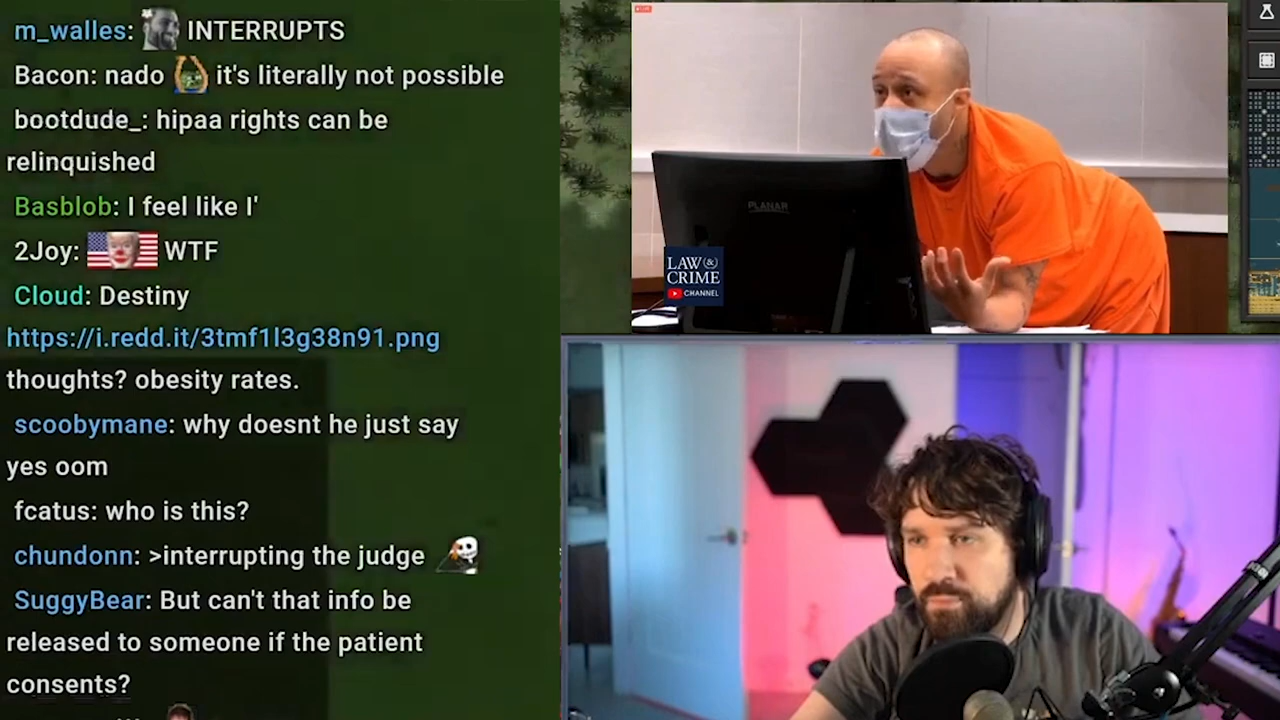 m_walles: INTERRUPTS
Bacon: nado it's literally not possible
bootdude_: hipaa rights can be
relinquished
Basblob: I feel like I'
2Joy: WTF
Cloud: Destiny
https://i.redd.it/3tmf1l3g38n91.png
thoughts? obesity rates.
scoobymane: why doesnt he just say
yes oom
fcatus: who is this?
chundonn: >interrupting the judge
SuggyBear: But can't that info be
released to someone if the patient
consents?
PLANAR
LAW &
CRIME
CHANNEL